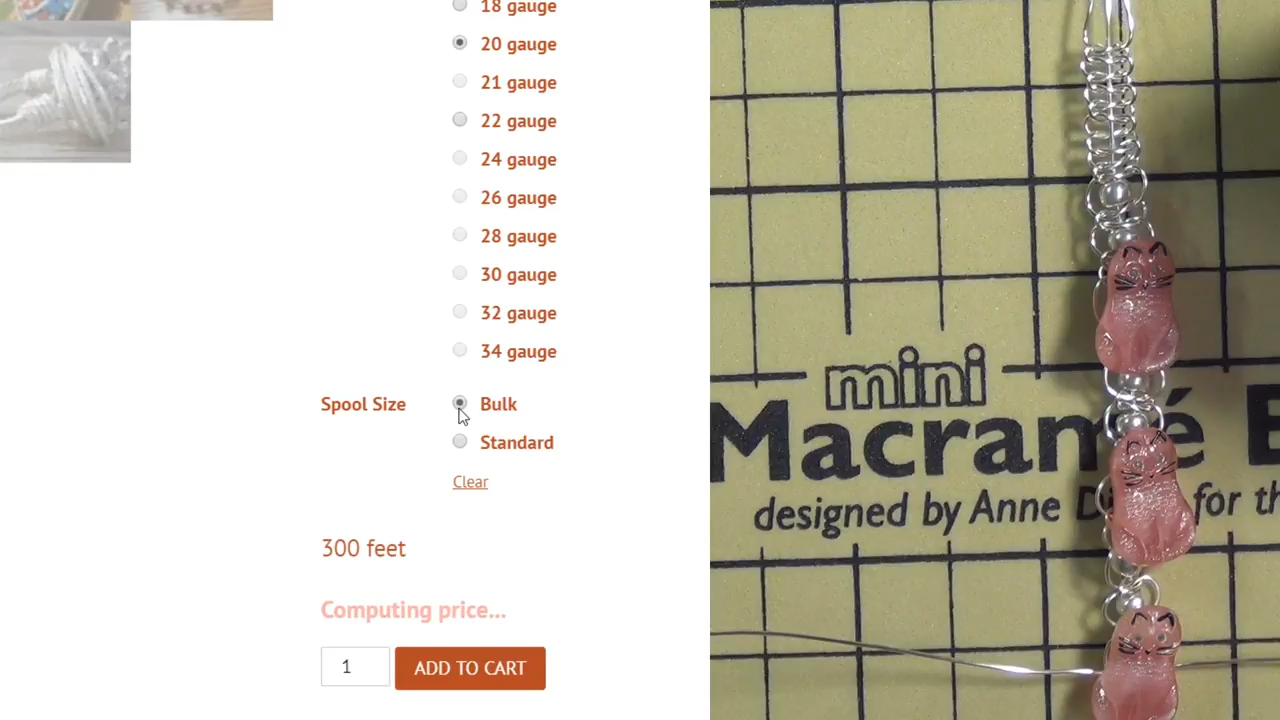 18 gauge
20 gauge
21 gauge
22 gauge
24 gauge
26 gauge
28 gauge
30 gauge
32 gauge
34 gauge
Spool Size
Bulk
Standard
Clear
300 feet
Computing price...
1
ADD TO CART
mini
Macramé
designed by Anne for